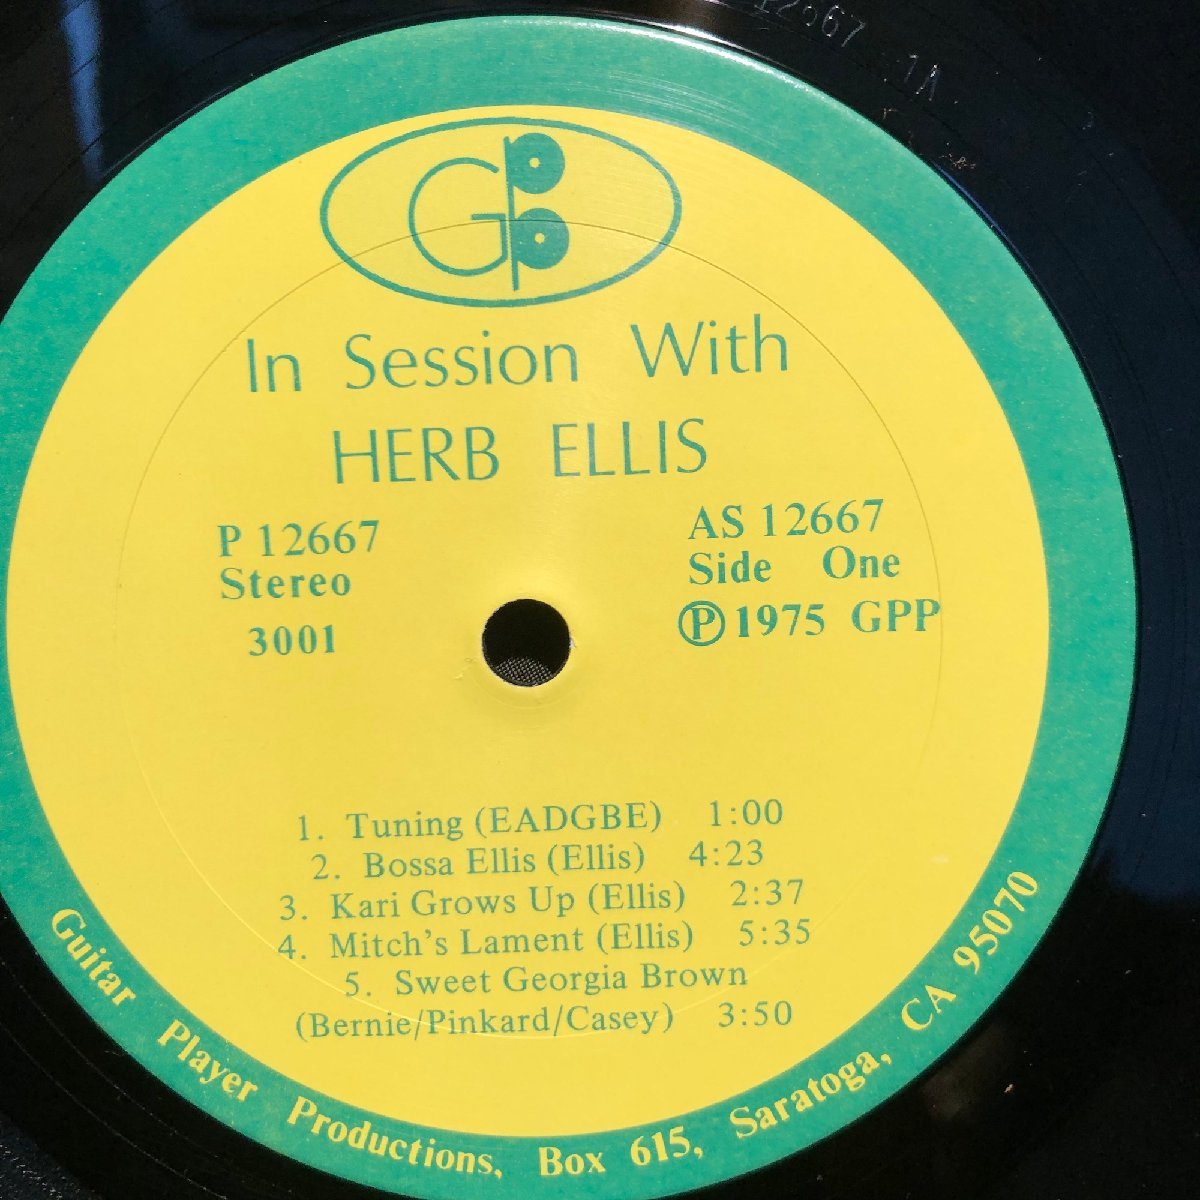 12667 1A
GPP
In Session With
HERB ELLIS
P 12667
Stereo
3001
AS 12667
Side One
Ⓟ 1975 GPP
1. Tuning (EADGBE) 1:00
2. Bossa Ellis (Ellis) 4:23
3. Kari Grows Up (Ellis) 2:37
4. Mitch's Lament (Ellis) 5:35
5. Sweet Georgia Brown
(Bernie/Pinkard/Casey) 3:50
Guitar Player Productions, Box 615, Saratoga, CA 95070